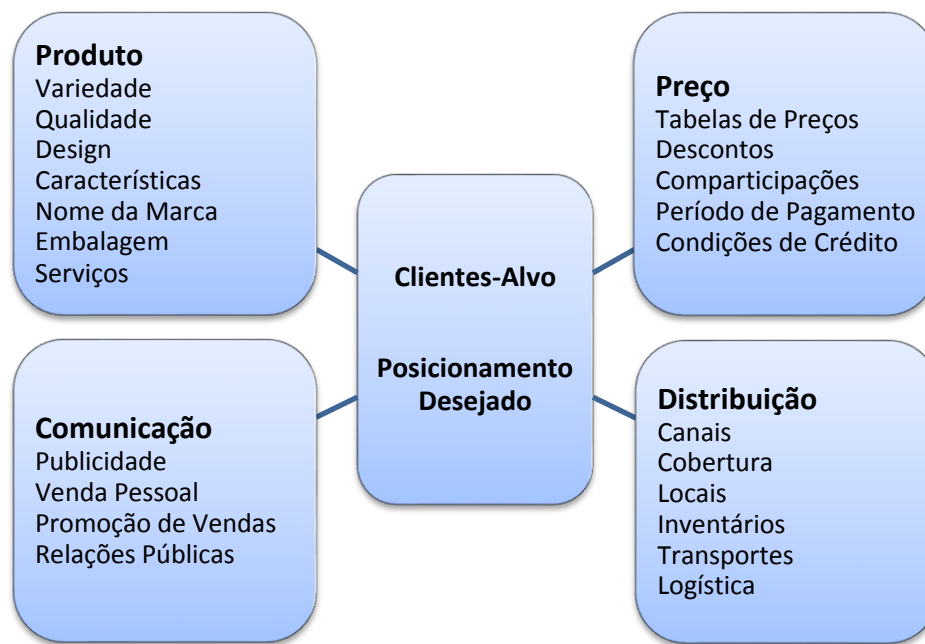 Produto
Variedade
Qualidade
Design
Características
Nome da Marca
Embalagem
Serviços
Preço
Tabelas de Preços
Descontos
Comparticipações
Período de Pagamento
Condições de Crédito
Clientes-Alvo
Posicionamento
Desejado
Comunicação
Publicidade
Venda Pessoal
Promoção de Vendas
Relações Públicas
Distribuição
Canais
Cobertura
Locais
Inventários
Transportes
Logística